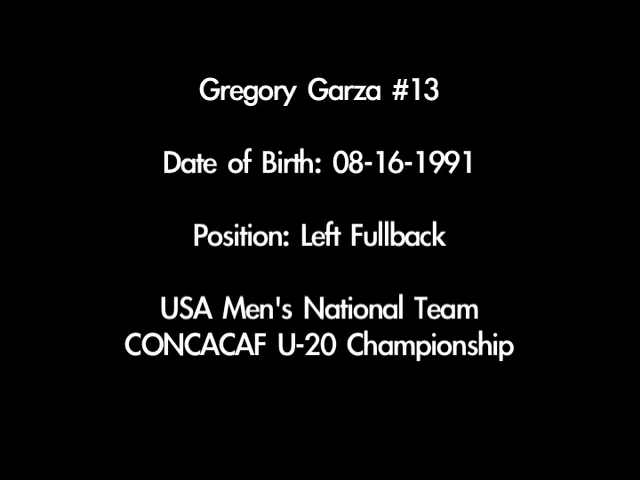 Gregory Garza #13
Date of Birth: 08-16-1991
Position: Left Fullback
USA Men's National Team
CONCACAF U-20 Championship